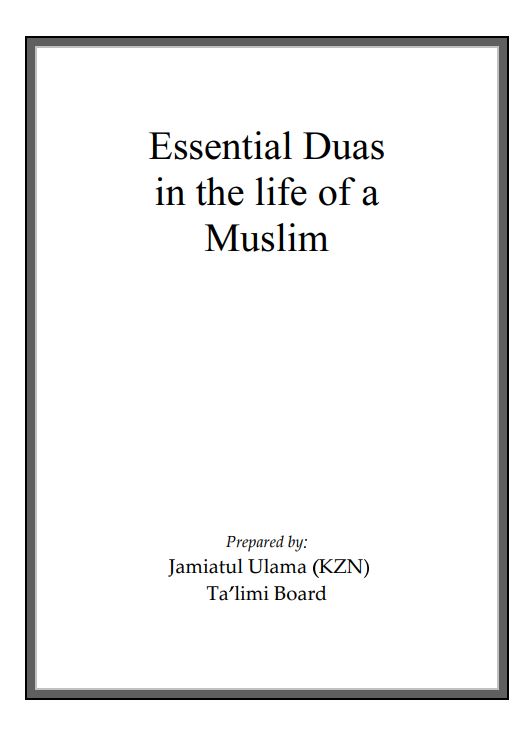 Essential Duas
in the life of a
Muslim
Prepared by:
Jamiatul Ulama (KZN)
Ta’limi Board